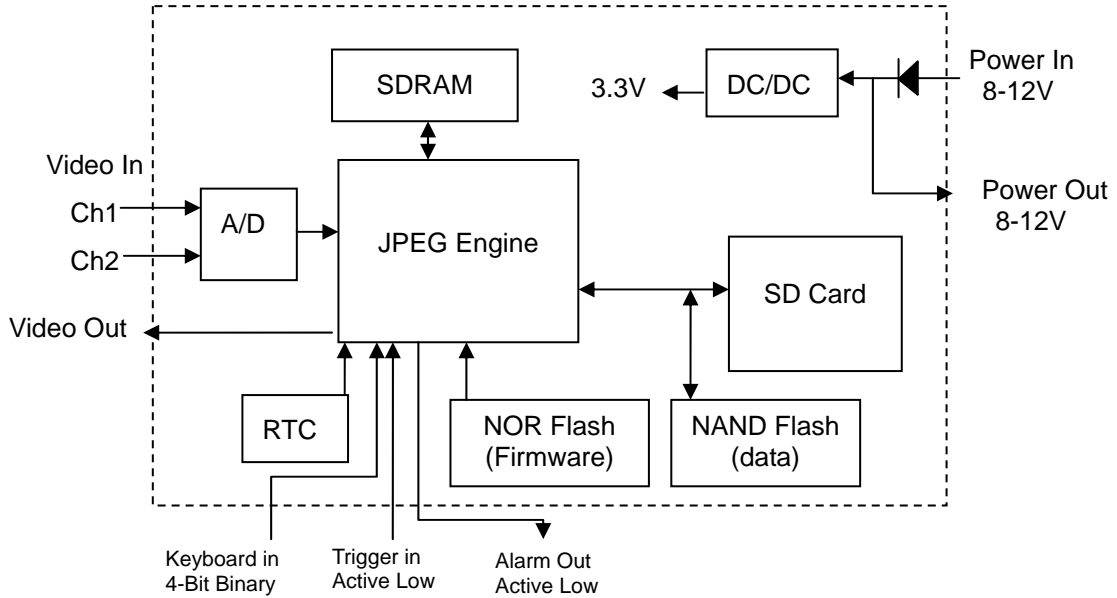 SDRAM
3.3V
DC/DC
Power In
8-12V
Power Out
8-12V
Video In
Ch1
Ch2
A/D
JPEG Engine
SD Card
Video Out
RTC
NOR Flash
(Firmware)
NAND Flash
(data)
Keyboard in
4-Bit Binary
Trigger in
Active Low
Alarm Out
Active Low